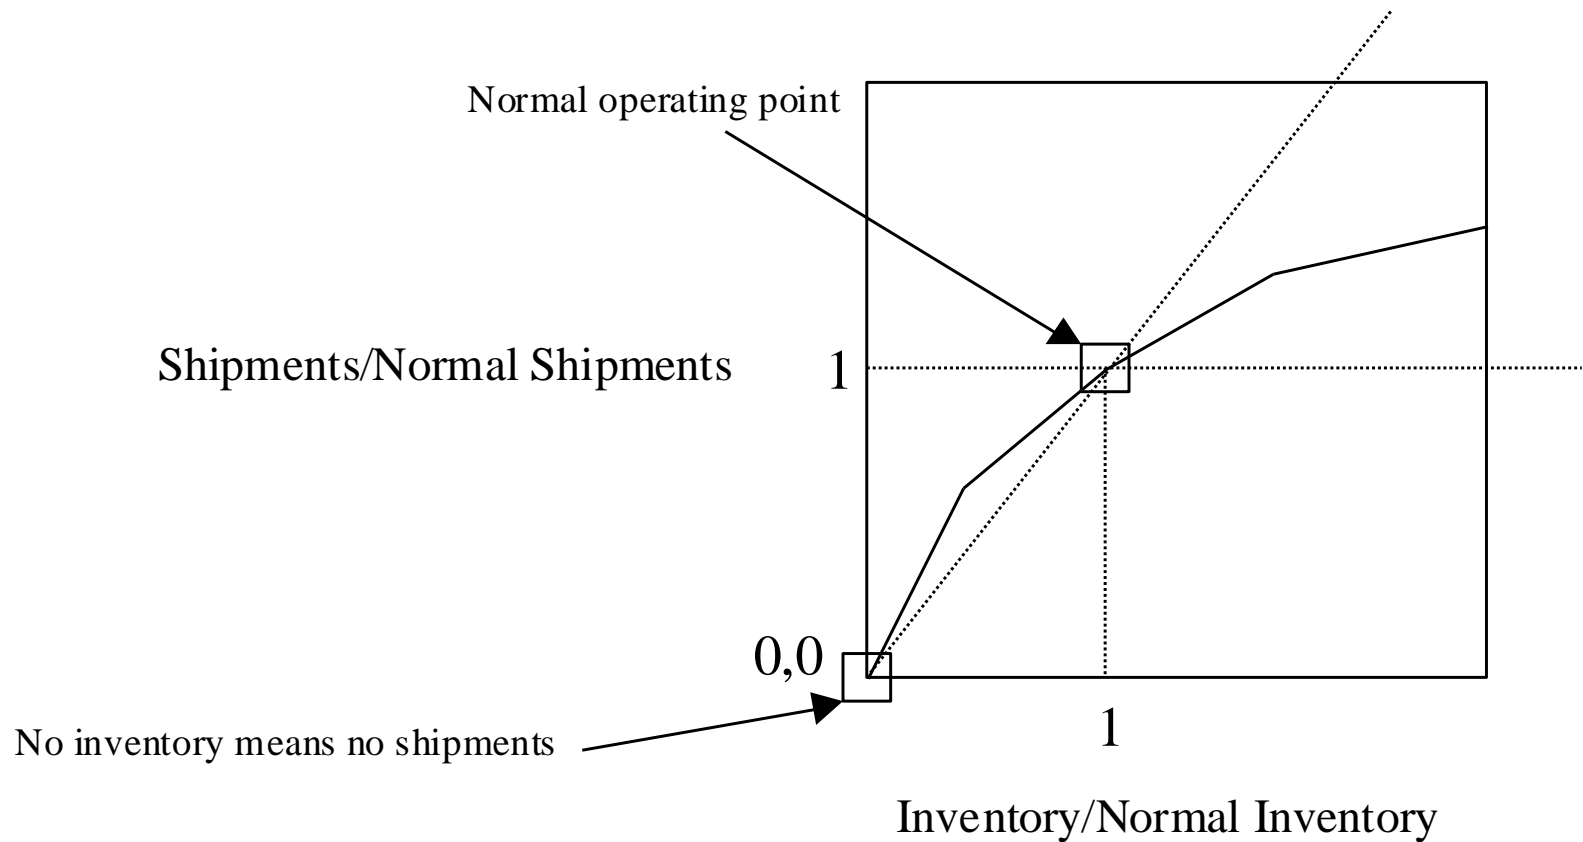 Normal operating point
Shipments/Normal Shipments
1
0,0
No inventory means no shipments
1
Inventory/Normal Inventory